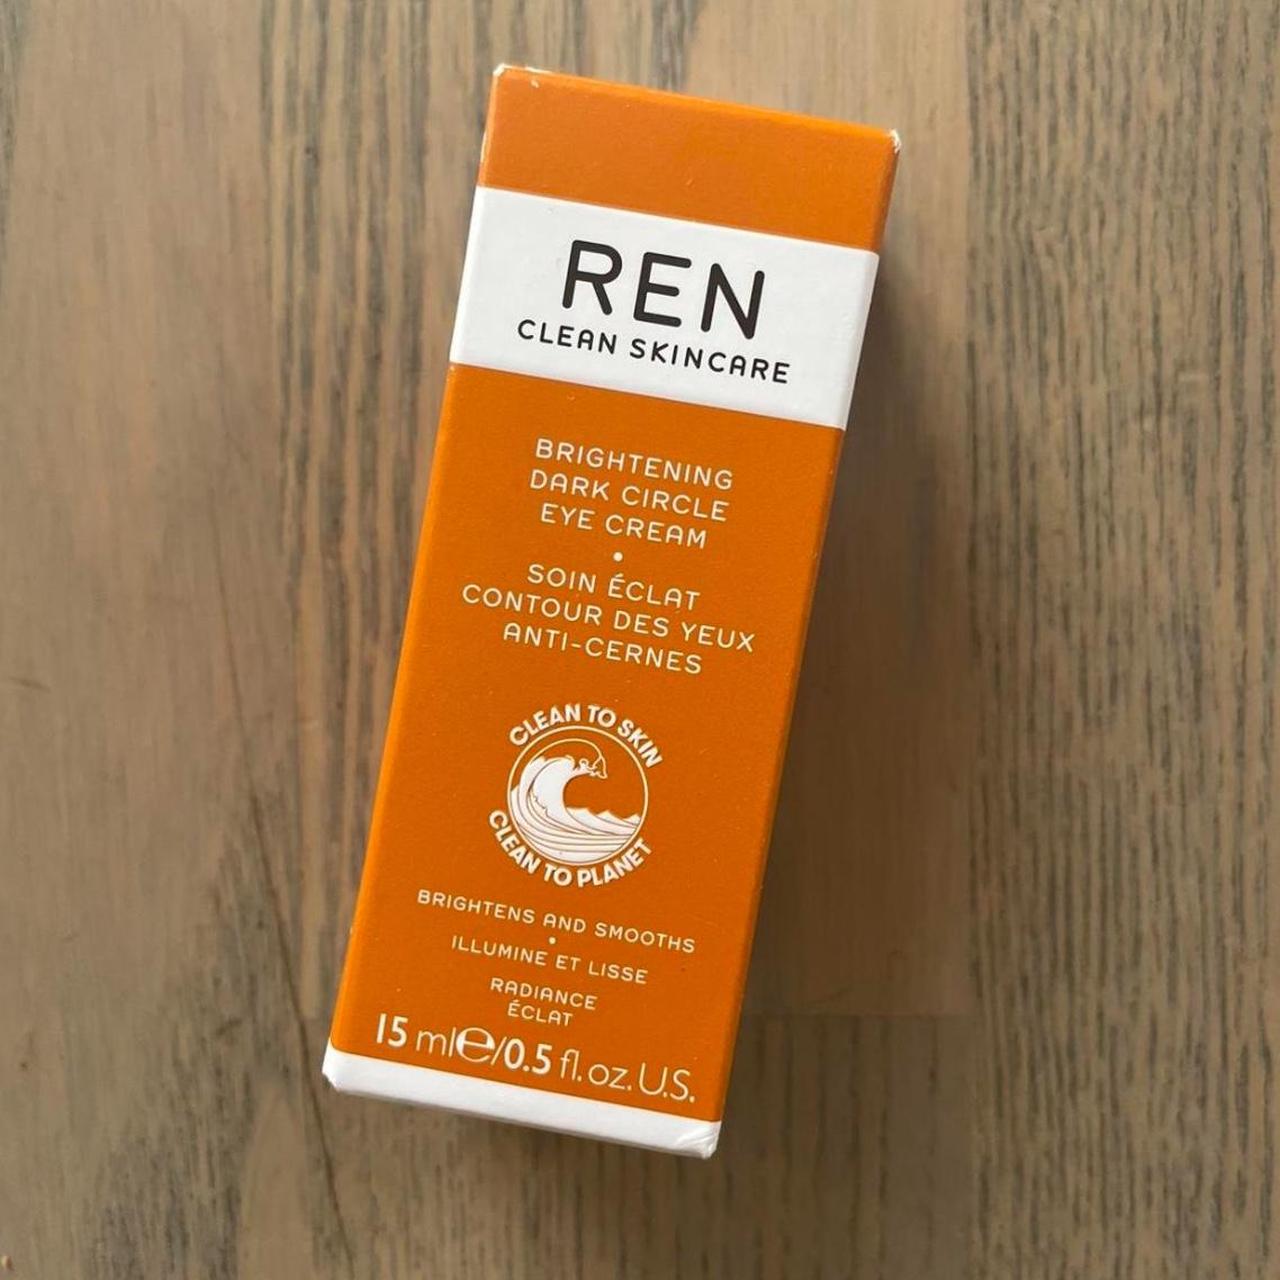 REN
CLEAN SKINCARE
BRIGHTENING
DARK CIRCLE
EYE CREAM
•
SOIN ÉCLAT
CONTOUR DES YEUX
ANTI-CERNES
CLEAN TO SKIN
CLEAN TO PLANET
BRIGHTENS AND SMOOTHS
•
ILLUMINE ET LISSE
RADIANCE
ÉCLAT
15 ml℮/0.5 fl. oz. U.S.